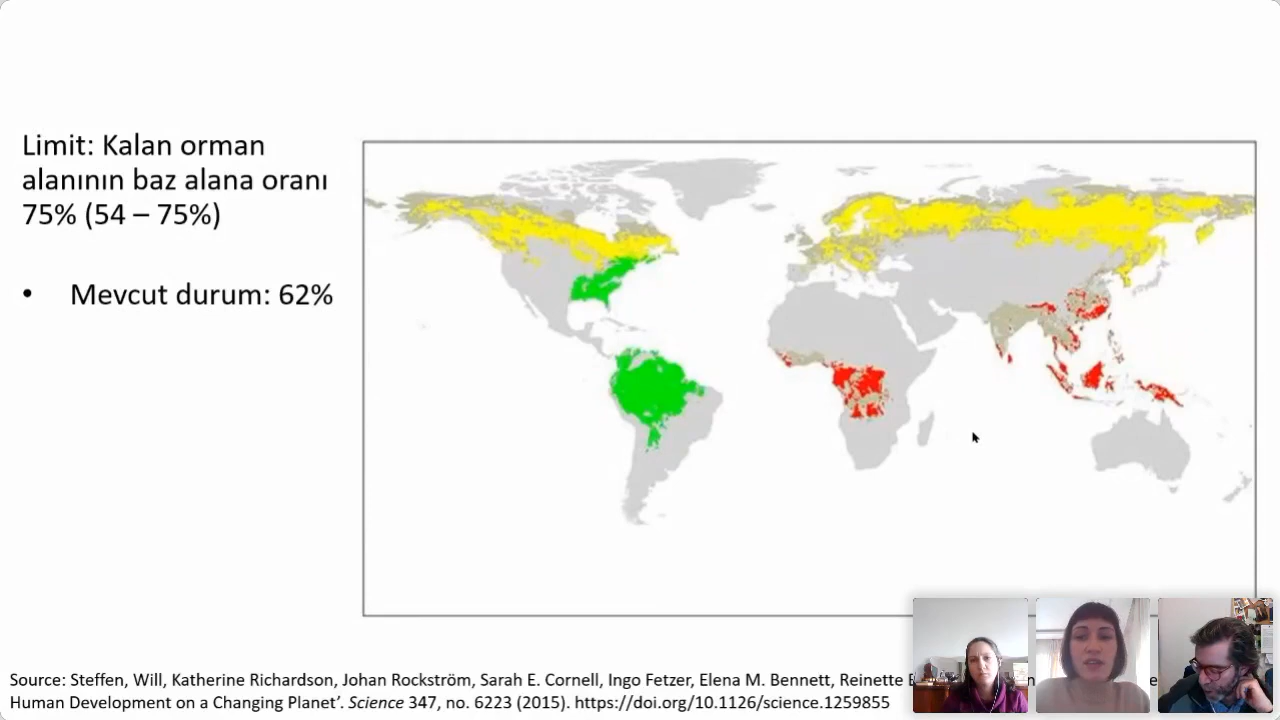 Limit: Kalan orman
alanının baz alana oranı
75% (54 – 75%)
• Mevcut durum: 62%
Source: Steffen, Will, Katherine Richardson, Johan Rockström, Sarah E. Cornell, Ingo Fetzer, Elena M. Bennett, Reinette
Human Development on a Changing Planet’. Science 347, no. 6223 (2015). https://doi.org/10.1126/science.1259855